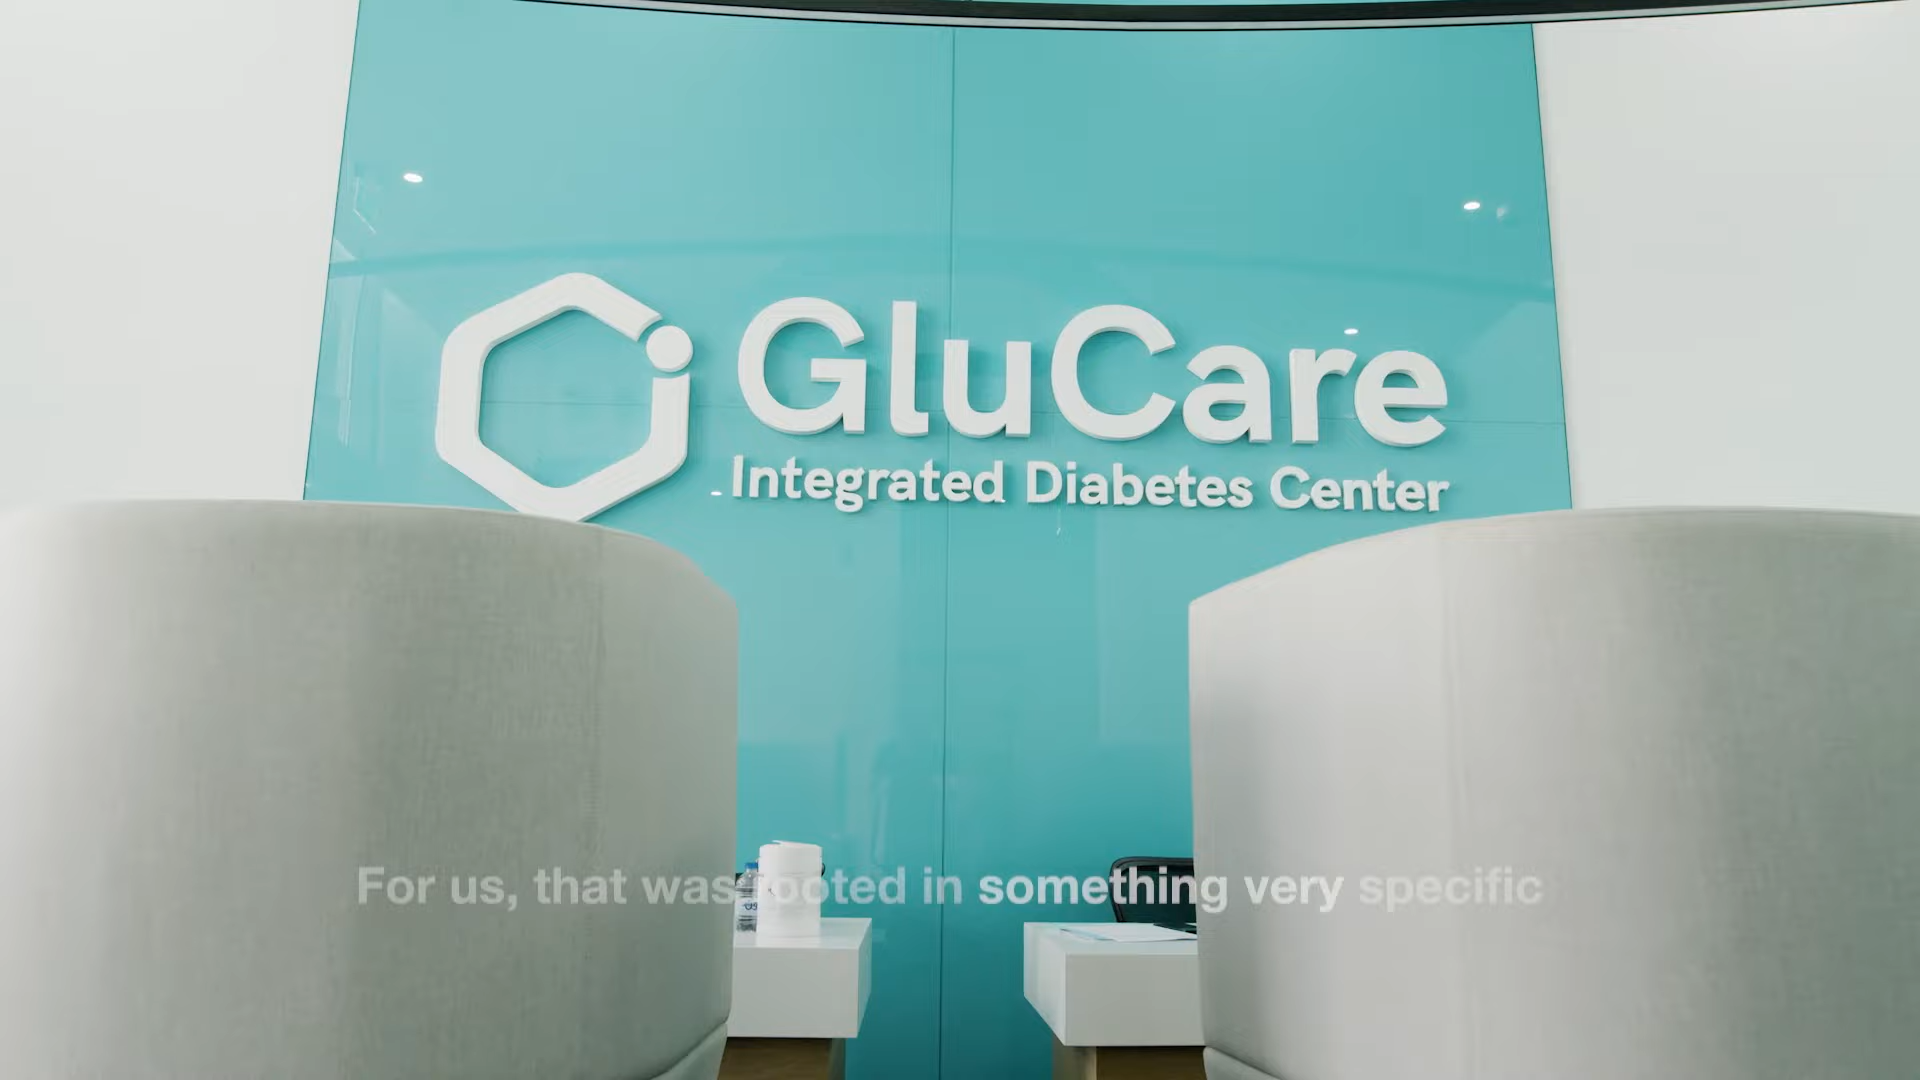 GluCare
Integrated Diabetes Center
For us, that was rooted in something very specific